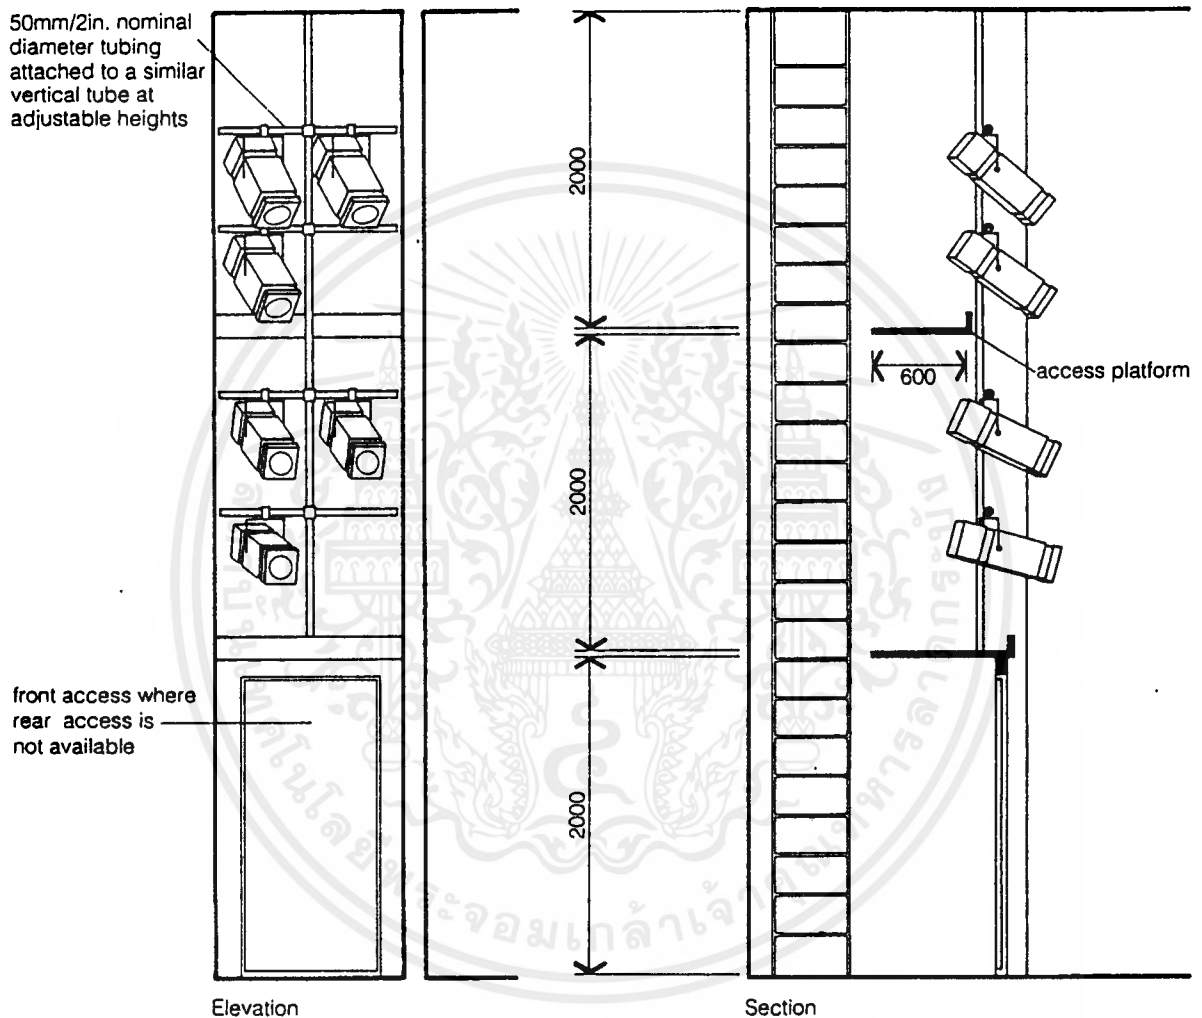 50mm/2in. nominal
diameter tubing
attached to a similar
vertical tube at
adjustable heights
2000
600
access platform
2000
front access where
rear access is
not available
2000
Elevation
Section